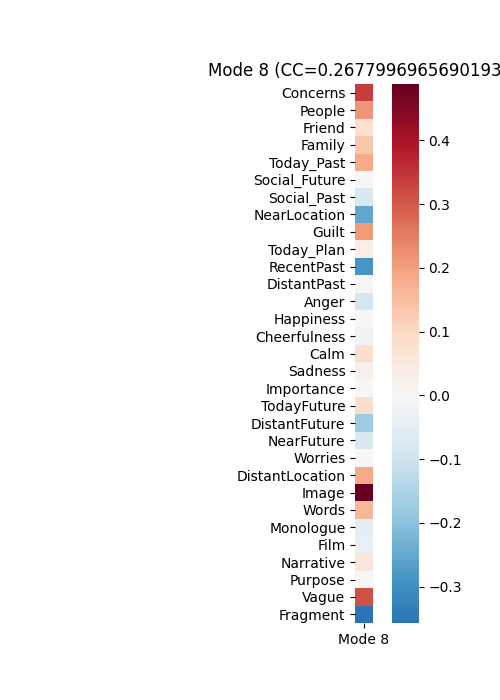 Mode 8 (CC=0.2677996965690193
Concerns
People
Friend
Family
Today_Past
Social_Future
Social_Past
NearLocation
Guilt
Today_Plan
RecentPast
DistantPast
Anger
Happiness
Cheerfulness
Calm
Sadness
Importance
TodayFuture
DistantFuture
NearFuture
Worries
DistantLocation
Image
Words
Monologue
Film
Narrative
Purpose
Vague
Fragment
Mode 8
0.4
0.3
0.2
0.1
0.0
−0.1
−0.2
−0.3